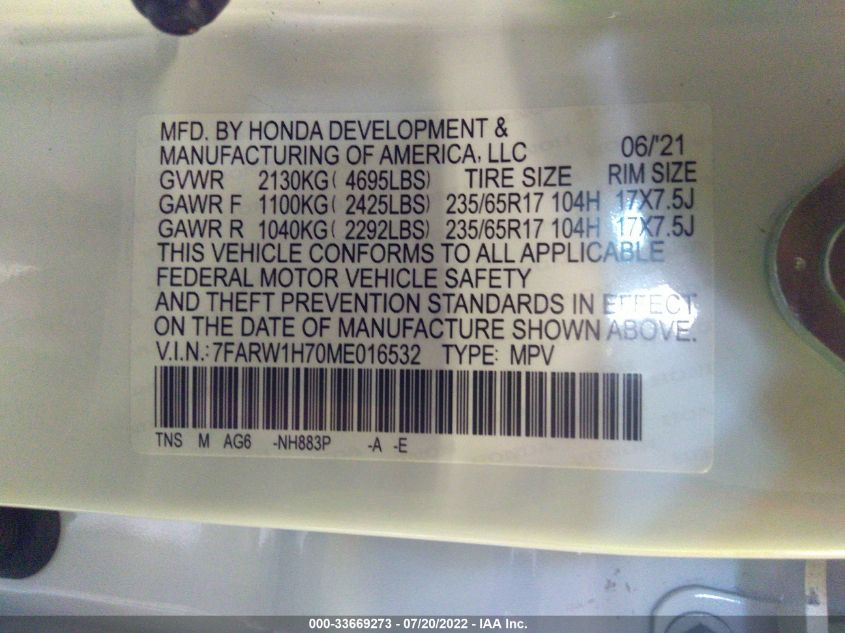 MFD. BY HONDA DEVELOPMENT &
MANUFACTURING OF AMERICA, LLC 06/'21
GVWR 2130KG( 4695LBS) TIRE SIZE RIM SIZE
GAWR F 1100KG( 2425LBS) 235/65R17 104H 17X7.5J
GAWR R 1040KG( 2292LBS) 235/65R17 104H 17X7.5J
THIS VEHICLE CONFORMS TO ALL APPLICABLE
FEDERAL MOTOR VEHICLE SAFETY
AND THEFT PREVENTION STANDARDS IN EFFECT
ON THE DATE OF MANUFACTURE SHOWN ABOVE.
V.I.N.:7FARW1H70ME016532 TYPE: MPV
TNS M AG6 -NH883P -A -E
000-33669273 - 07/20/2022 - IAA Inc.